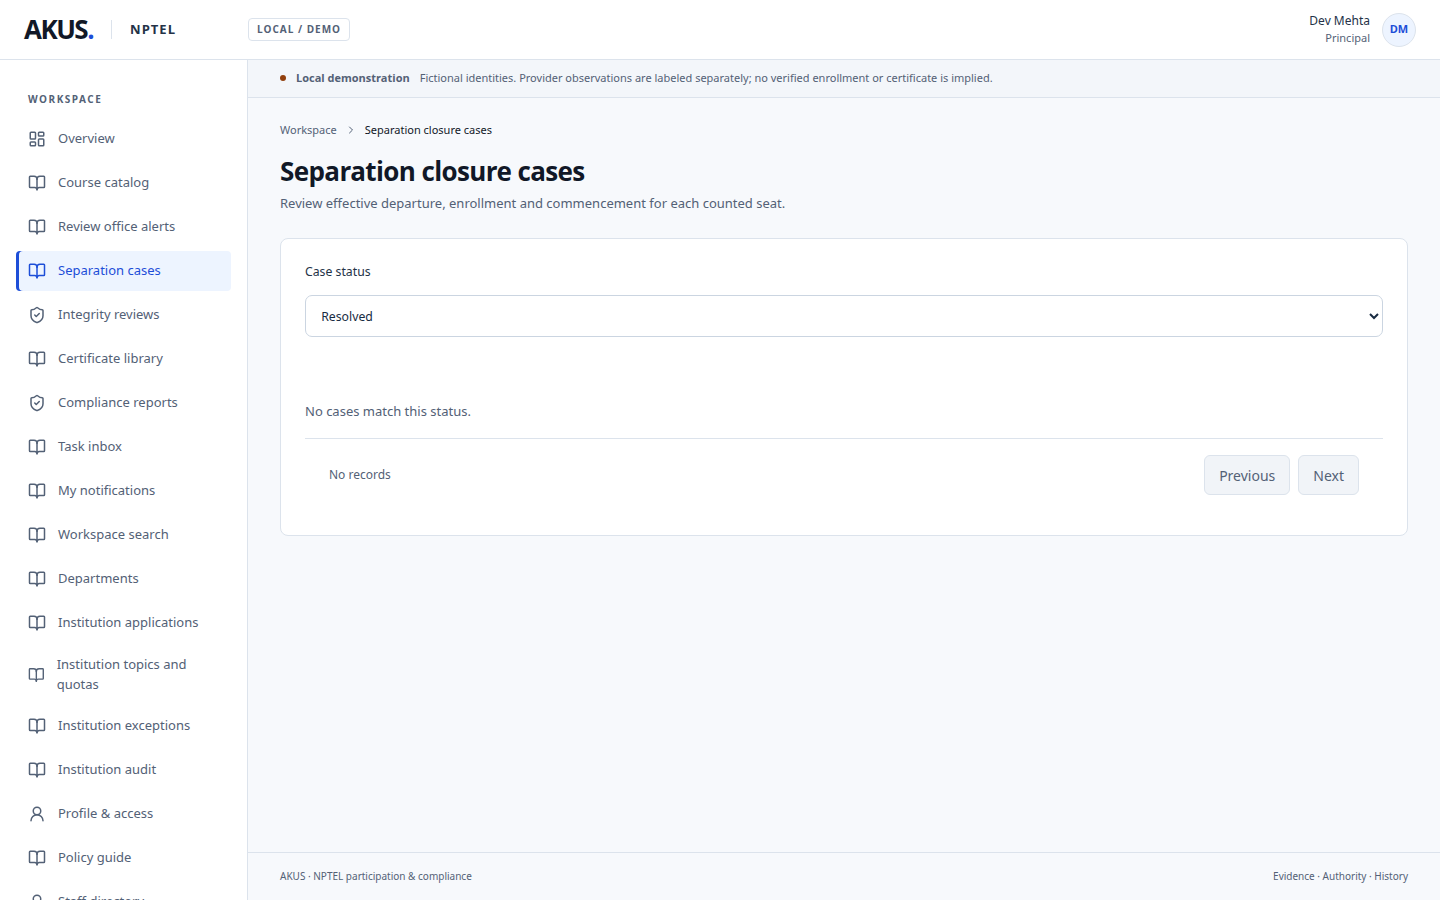 AKUS.
NPTEL
LOCAL / DEMO
Dev Mehta
Principal
DM
WORKSPACE
Overview
Course catalog
Review office alerts
Separation cases
Integrity reviews
Certificate library
Compliance reports
Task inbox
My notifications
Workspace search
Departments
Institution applications
Institution topics and
quotas
Institution exceptions
Institution audit
Profile & access
Policy guide
Staff directory
Local demonstration Fictional identities. Provider observations are labeled separately; no verified enrollment or certificate is implied.
Workspace > Separation closure cases
Separation closure cases
Review effective departure, enrollment and commencement for each counted seat.
Case status
Resolved
No cases match this status.
No records
Previous
Next
AKUS · NPTEL participation & compliance
Evidence · Authority · History